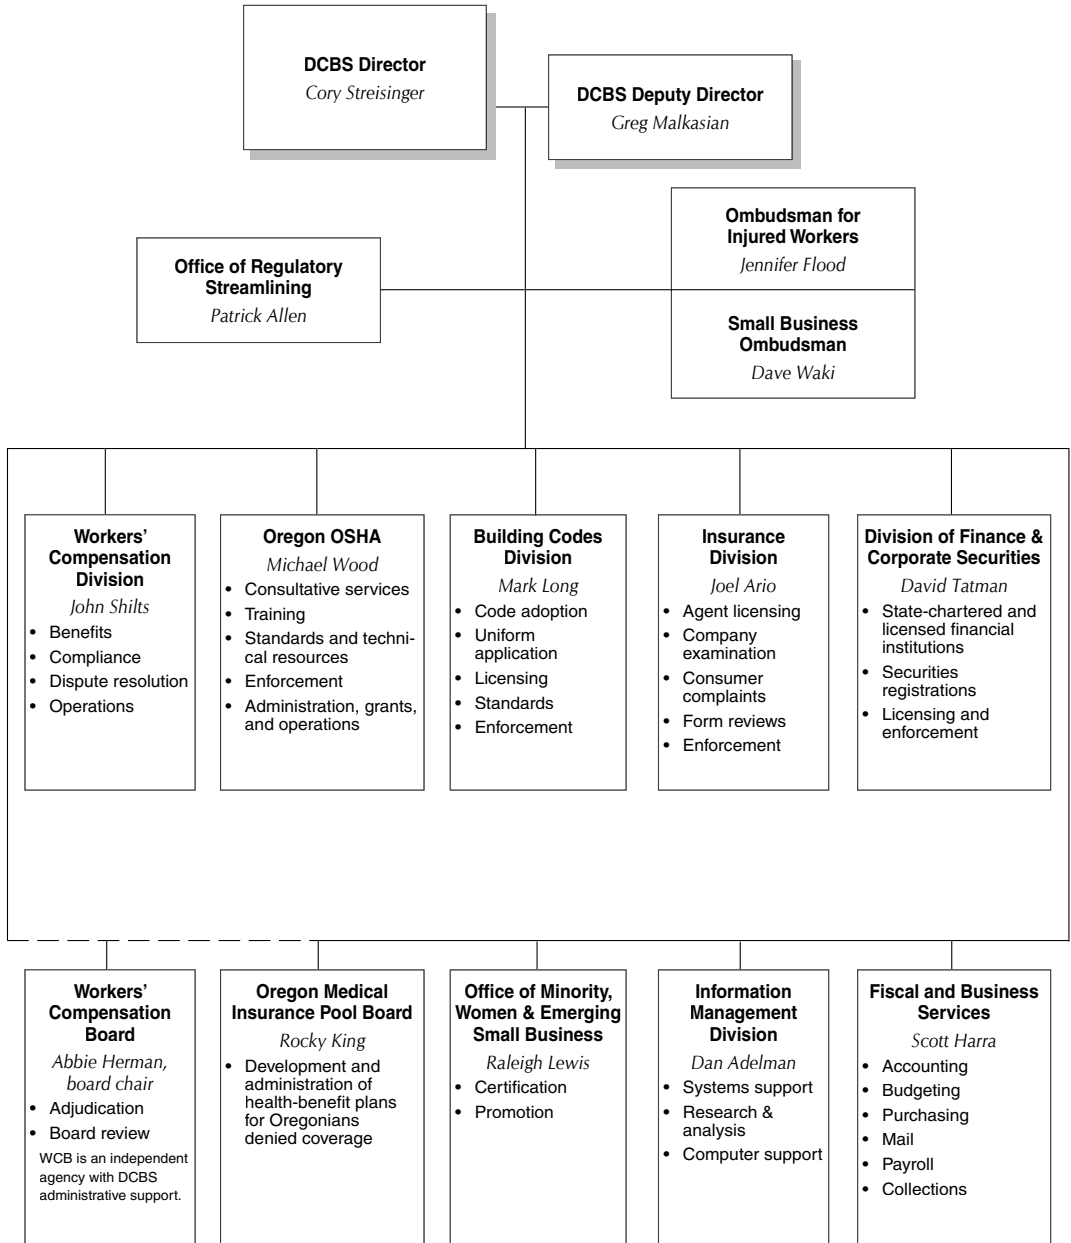 DCBS Director
Cory Streisinger
DCBS Deputy Director
Greg Malkasian
Ombudsman for
Injured Workers
Jennifer Flood
Office of Regulatory
Streamlining
Patrick Allen
Small Business
Ombudsman
Dave Waki
Workers’
Compensation
Division
John Shilts
• Benefits
• Compliance
• Dispute resolution
• Operations
Oregon OSHA
Michael Wood
• Consultative services
• Training
• Standards and techni-
cal resources
• Enforcement
• Administration, grants,
and operations
Building Codes
Division
Mark Long
• Code adoption
• Uniform
application
• Licensing
• Standards
• Enforcement
Insurance
Division
Joel Ario
• Agent licensing
• Company
examination
• Consumer
complaints
• Form reviews
• Enforcement
Division of Finance &
Corporate Securities
David Tatman
• State-chartered and
licensed financial
institutions
• Securities
registrations
• Licensing and
enforcement
Workers’
Compensation
Board
Abbie Herman,
board chair
• Adjudication
• Board review
WCB is an independent
agency with DCBS
administrative support.
Oregon Medical
Insurance Pool Board
Rocky King
• Development and
administration of
health-benefit plans
for Oregonians
denied coverage
Office of Minority,
Women & Emerging
Small Business
Raleigh Lewis
• Certification
• Promotion
Information
Management
Division
Dan Adelman
• Systems support
• Research &
analysis
• Computer support
Fiscal and Business
Services
Scott Harra
• Accounting
• Budgeting
• Purchasing
• Mail
• Payroll
• Collections